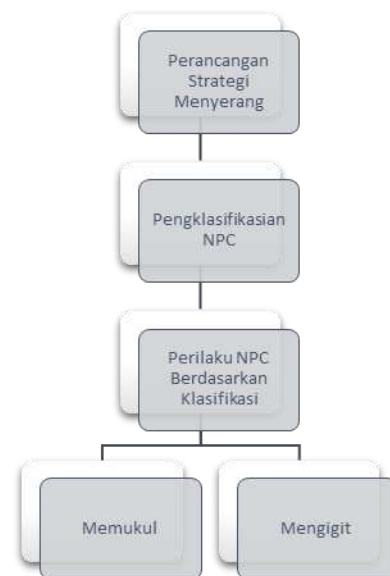 Perancangan
Strategi
Menyerang
Pengklasifikasian
NPC
Perilaku NPC
Berdasarkan
Klasifikasi
Memukul
Mengigit